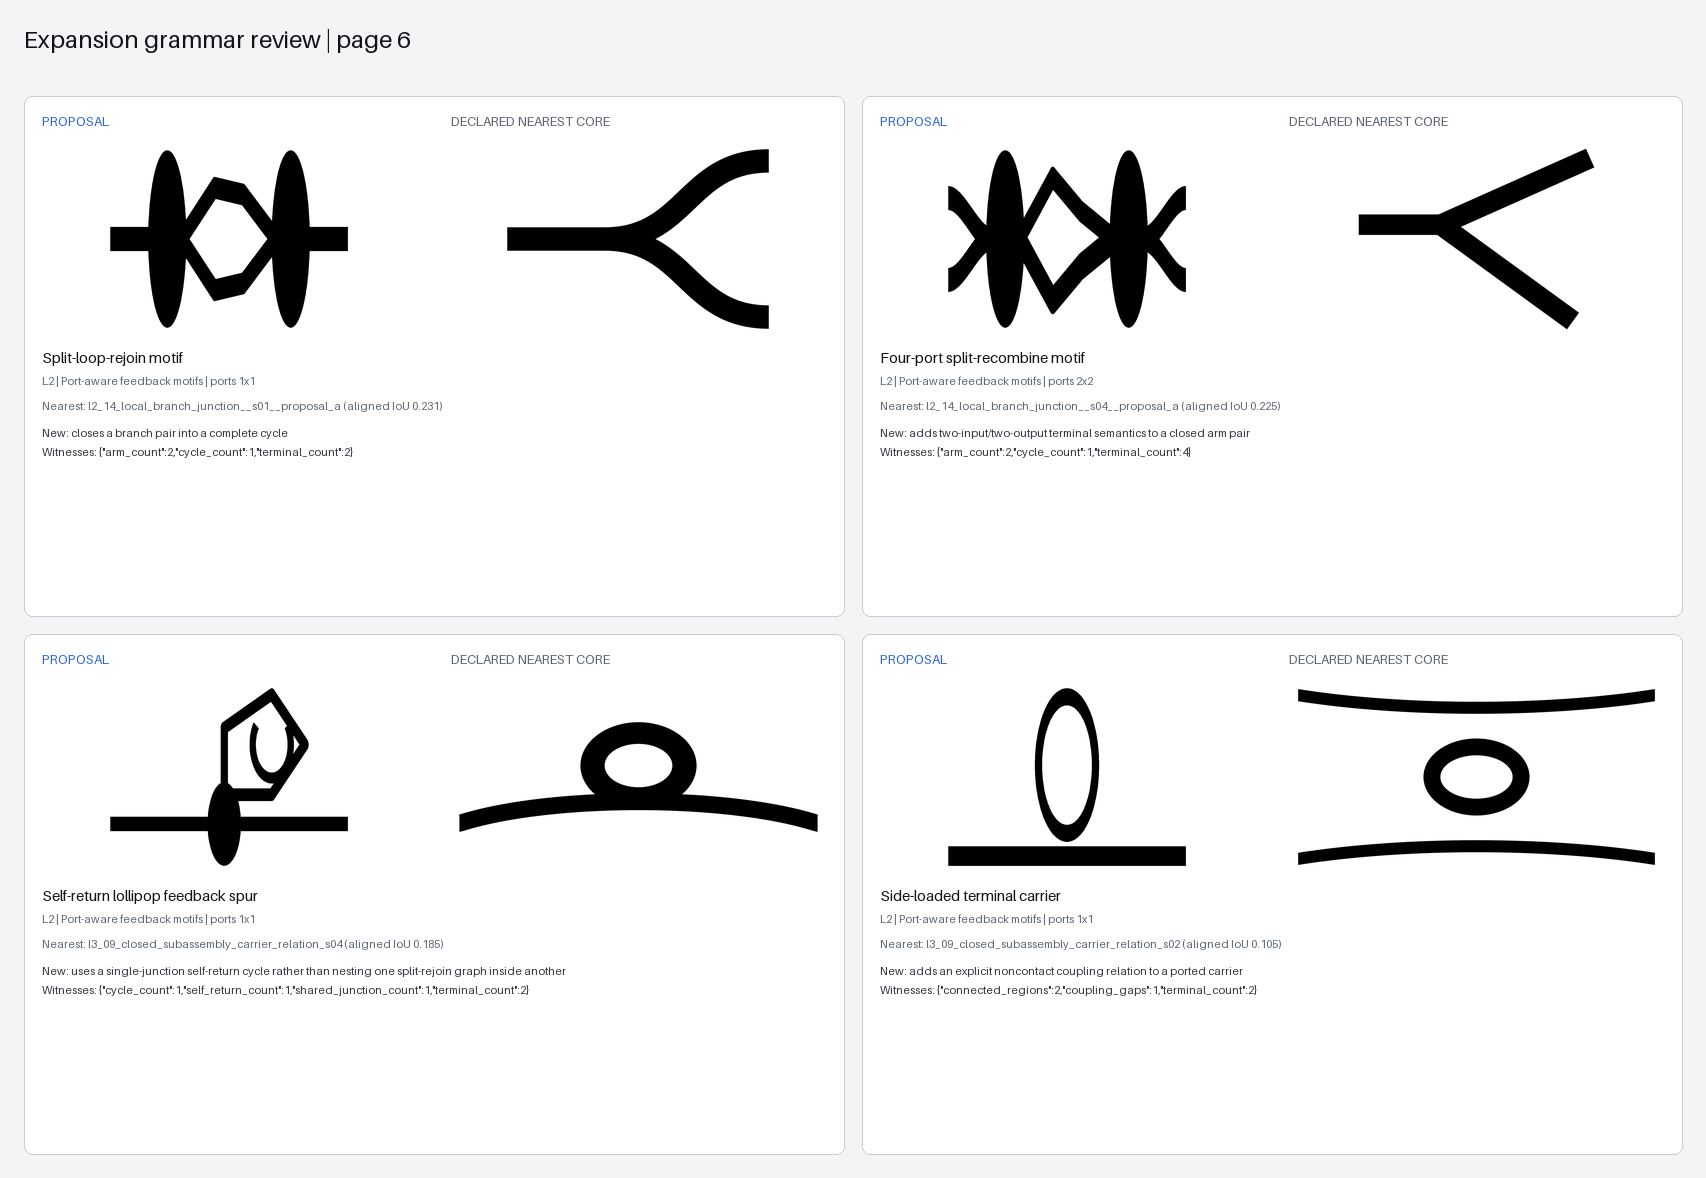 Expansion grammar review | page 6
PROPOSAL
DECLARED NEAREST CORE
Split-loop-rejoin motif
L2 | Port-aware feedback motifs | ports 1x1
Nearest: l2_14_local_branch_junction__s01__proposal_a (aligned IoU 0.231)
New: closes a branch pair into a complete cycle
Witnesses: {"arm_count":2,"cycle_count":1,"terminal_count":2}
PROPOSAL
DECLARED NEAREST CORE
Four-port split-recombine motif
L2 | Port-aware feedback motifs | ports 2x2
Nearest: l2_14_local_branch_junction__s04__proposal_a (aligned IoU 0.225)
New: adds two-input/two-output terminal semantics to a closed arm pair
Witnesses: {"arm_count":2,"cycle_count":1,"terminal_count":4}
PROPOSAL
DECLARED NEAREST CORE
Self-return lollipop feedback spur
L2 | Port-aware feedback motifs | ports 1x1
Nearest: l3_09_closed_subassembly_carrier_relation_s04 (aligned IoU 0.185)
New: uses a single-junction self-return cycle rather than nesting one split-rejoin graph inside another
Witnesses: {"cycle_count":1,"self_return_count":1,"shared_junction_count":1,"terminal_count":2}
PROPOSAL
DECLARED NEAREST CORE
Side-loaded terminal carrier
L2 | Port-aware feedback motifs | ports 1x1
Nearest: l3_09_closed_subassembly_carrier_relation_s02 (aligned IoU 0.105)
New: adds an explicit noncontact coupling relation to a ported carrier
Witnesses: {"connected_regions":2,"coupling_gaps":1,"terminal_count":2}